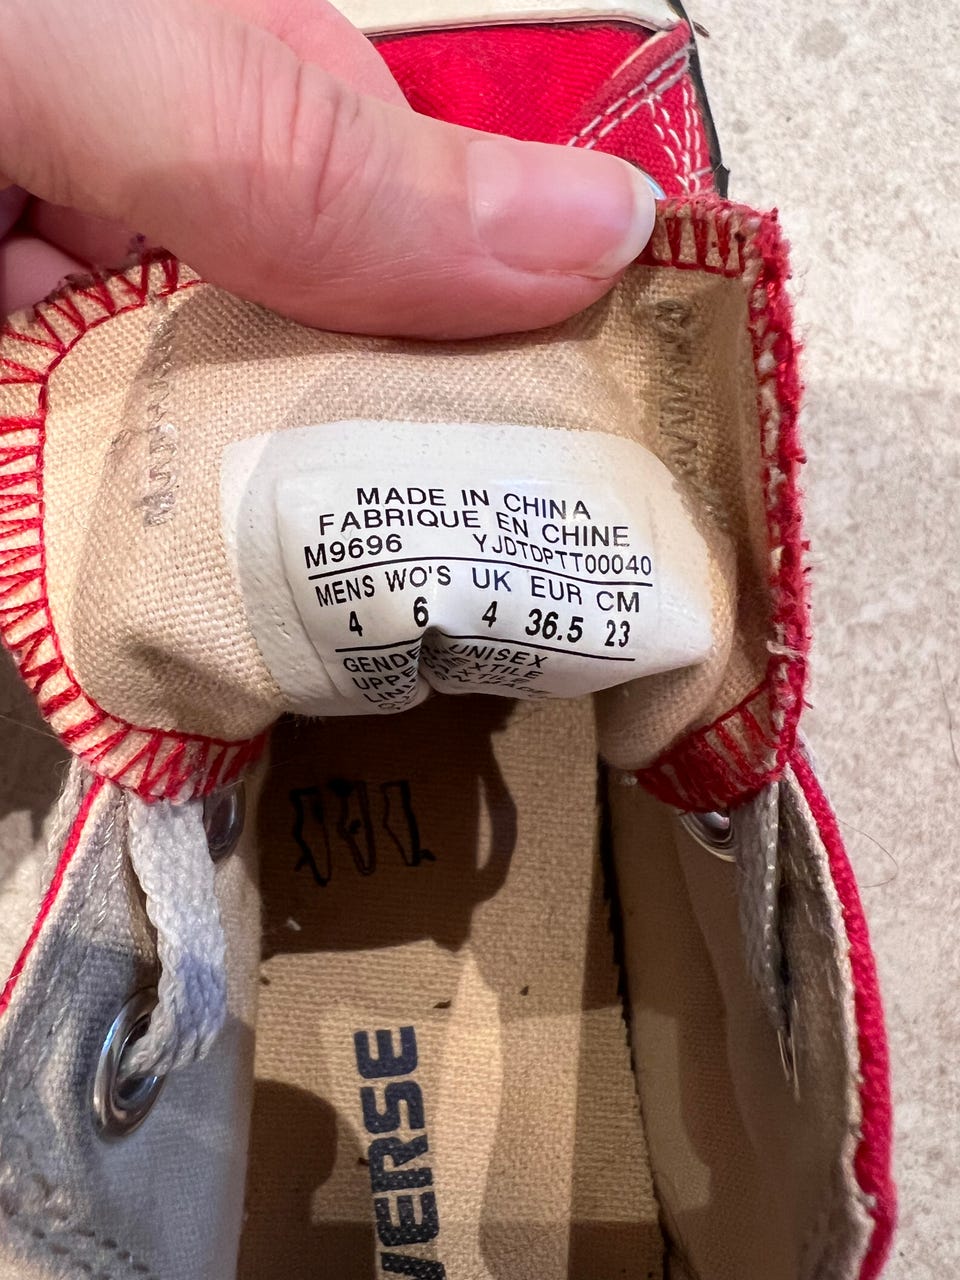 MADE IN CHINA
FABRIQUE EN CHINE
M9696 YJDTDPTT00040
MENS WO'S UK EUR CM
4 6 4 36.5 23
UNISEX
VERSE